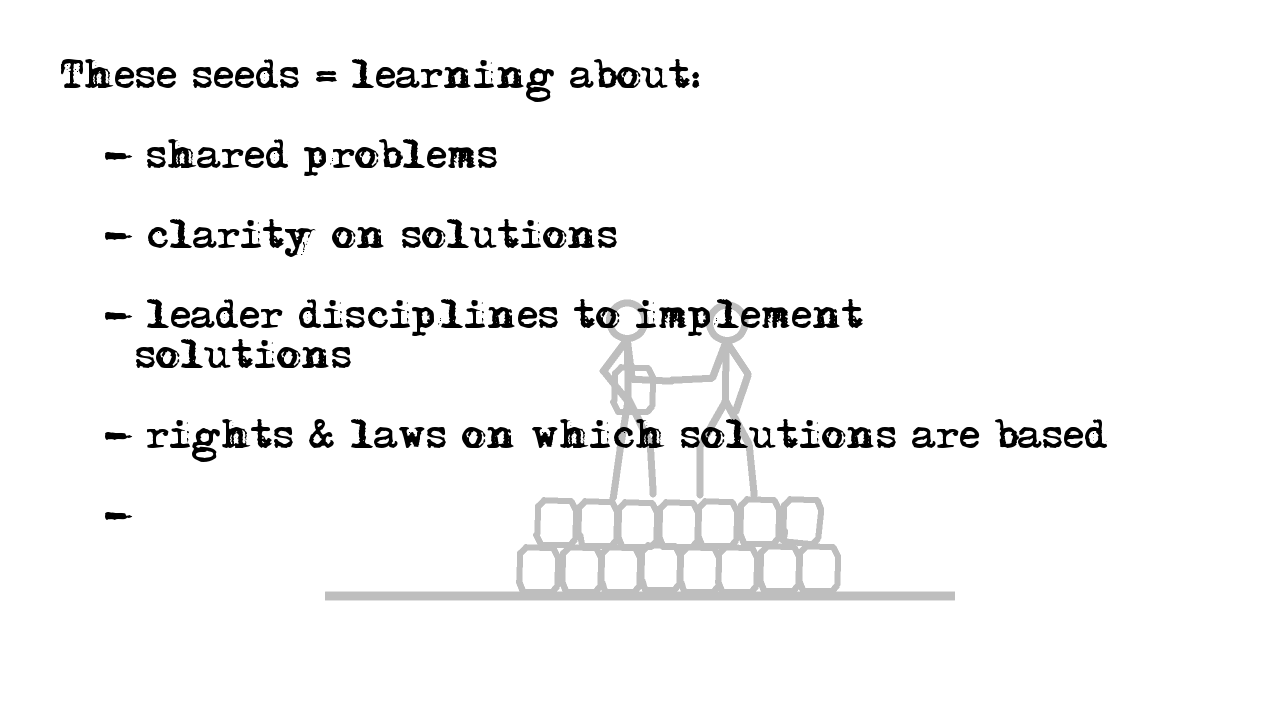 These seeds = learning about:
- shared problems
- clarity on solutions
- leader disciplines to implement
solutions
- rights & laws on which solutions are based
-